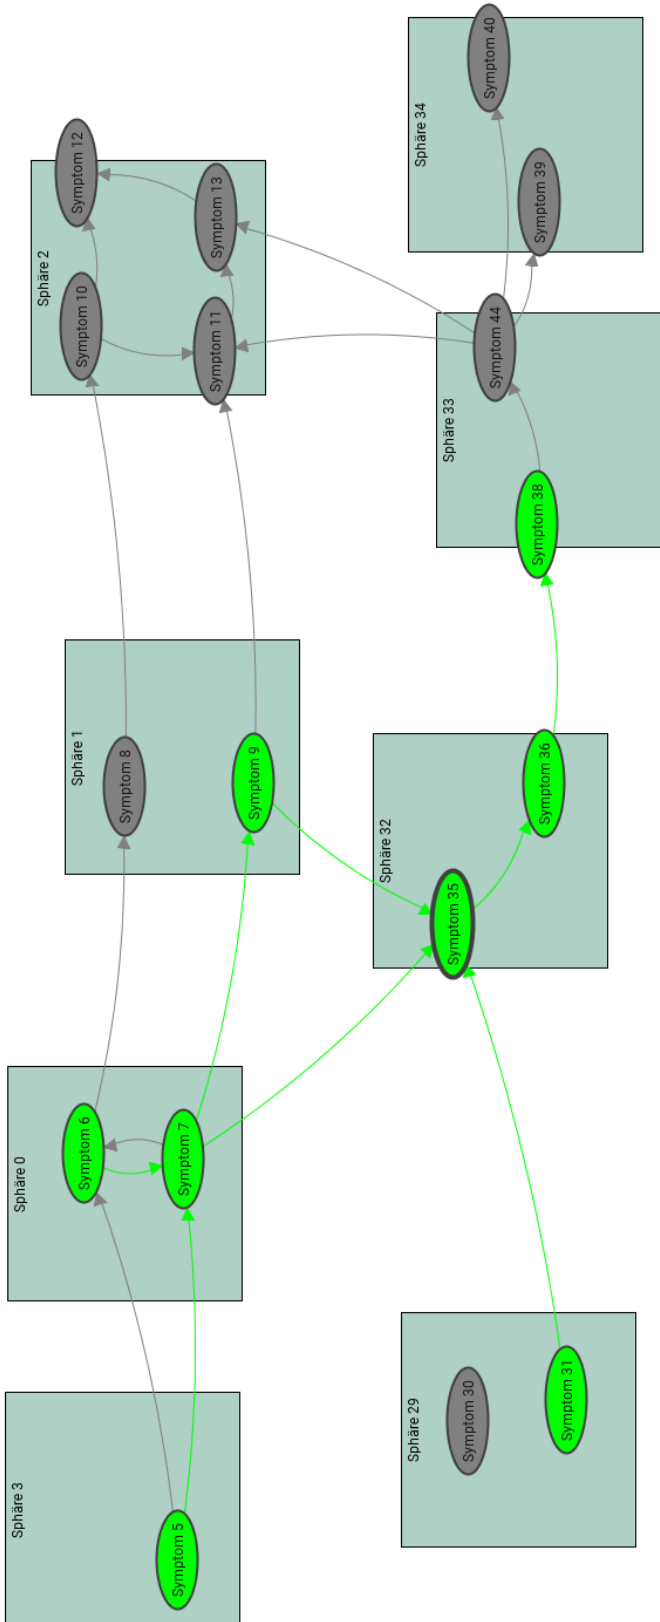 Sphäre 3
Symptom 5
Sphäre 0
Symptom 6
Symptom 7
Sphäre 1
Symptom 8
Symptom 9
Sphäre 2
Symptom 10
Symptom 12
Symptom 11
Symptom 13
Sphäre 29
Symptom 30
Symptom 31
Sphäre 32
Symptom 35
Symptom 36
Sphäre 33
Symptom 44
Symptom 38
Sphäre 34
Symptom 40
Symptom 39